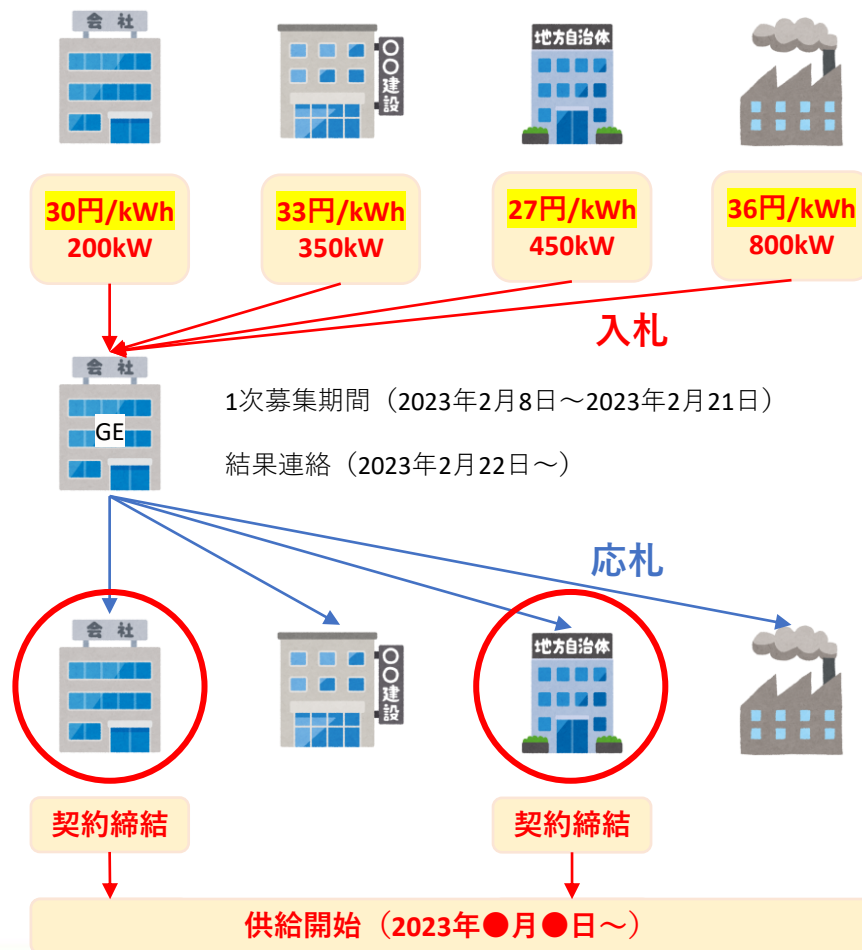 会 社
〇〇建設
地方自治体
30円/kWh
200kW
33円/kWh
350kW
27円/kWh
450kW
36円/kWh
800kW
入札
会 社
GE
1次募集期間（2023年2月8日～2023年2月21日）
結果連絡（2023年2月22日～）
応札
会 社
〇〇建設
地方自治体
契約締結
契約締結
供給開始（2023年●月●日～）